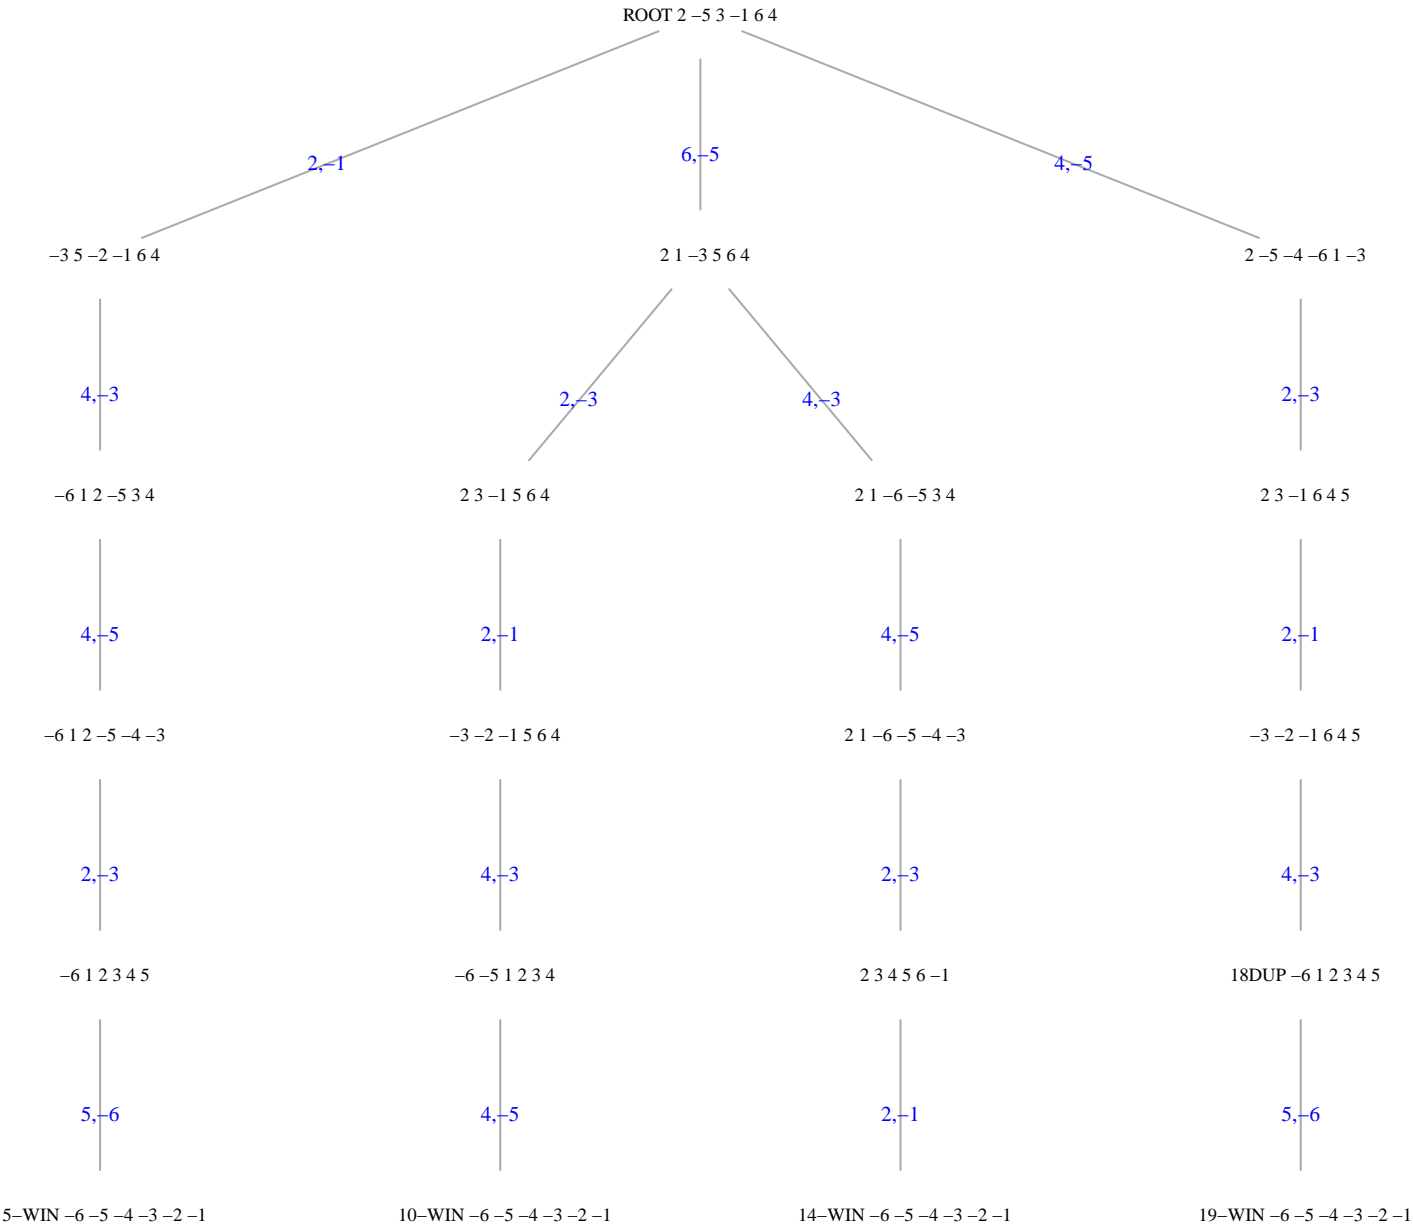 ROOT 2 –5 3 –1 6 4
2,–1
6,–5
4,–5
–3 5 –2 –1 6 4
2 1 –3 5 6 4
2 –5 –4 –6 1 –3
4,–3
2,–3
4,–3
2,–3
–6 1 2 –5 3 4
2 3 –1 5 6 4
2 1 –6 –5 3 4
2 3 –1 6 4 5
4,–5
2,–1
4,–5
2,–1
–6 1 2 –5 –4 –3
–3 –2 –1 5 6 4
2 1 –6 –5 –4 –3
–3 –2 –1 6 4 5
2,–3
4,–3
2,–3
4,–3
–6 1 2 3 4 5
–6 –5 1 2 3 4
2 3 4 5 6 –1
18DUP –6 1 2 3 4 5
5,–6
4,–5
2,–1
5,–6
5–WIN –6 –5 –4 –3 –2 –1
10–WIN –6 –5 –4 –3 –2 –1
14–WIN –6 –5 –4 –3 –2 –1
19–WIN –6 –5 –4 –3 –2 –1